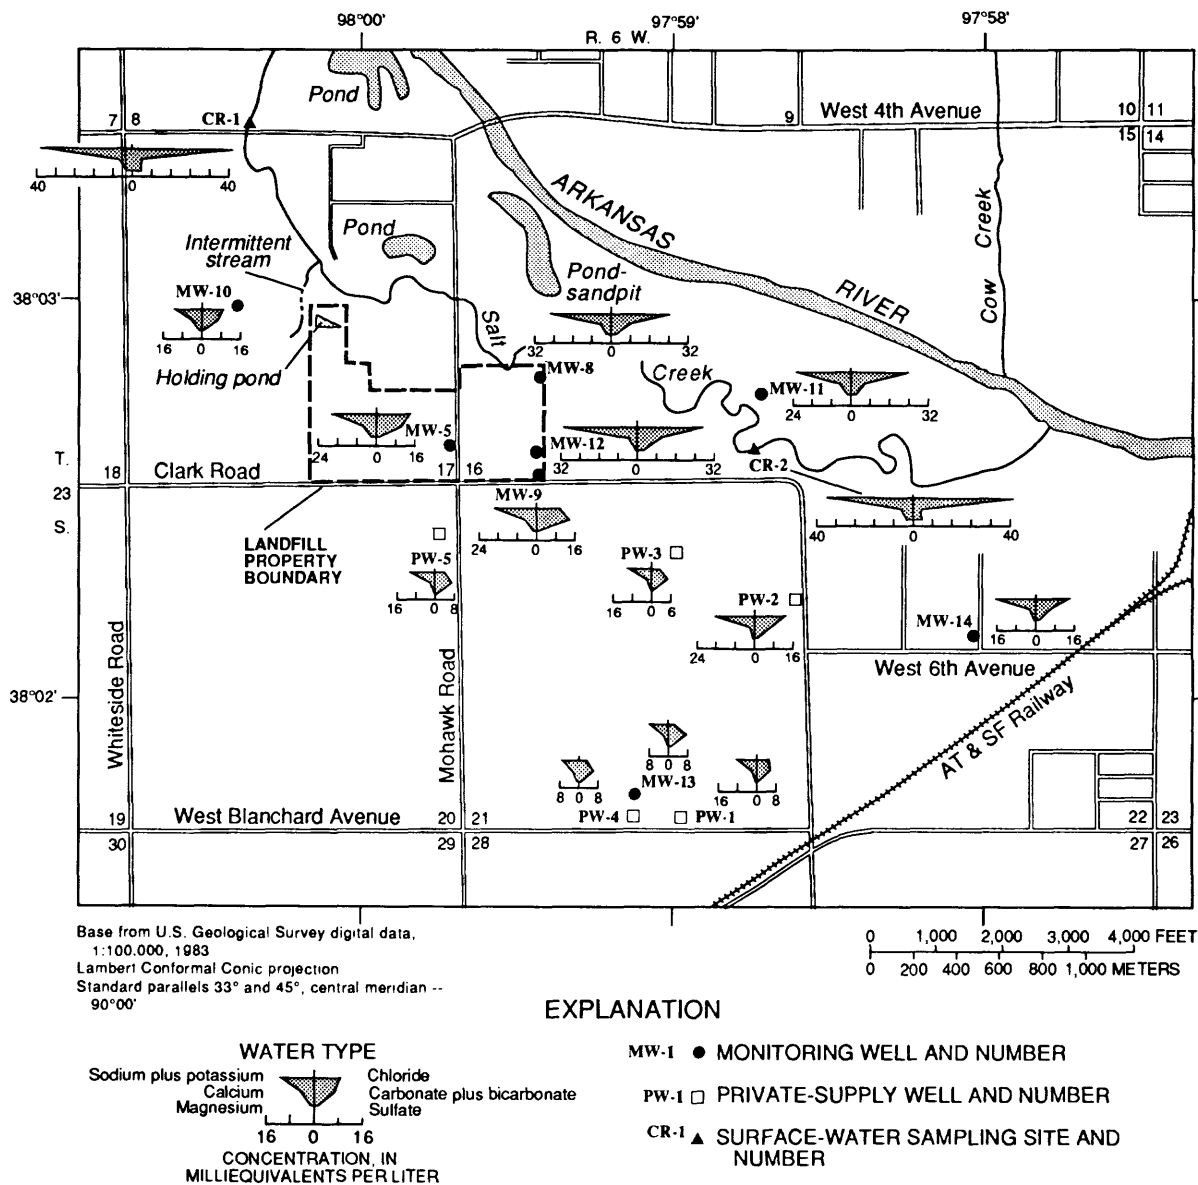 98°00'
97°59'
97°58'
R. 6 W.
Pond
CR-1
7
8
9
West 4th Avenue
10
11
15
14
40
0
40
ARKANSAS
RIVER
Cow Creek
Pond
Intermittent
stream
Pond-
sandpit
38°03'
MW-10
16
0
16
Salt
32
0
32
Holding pond
MW-8
Creek
MW-11
24
0
32
MW-5
24
0
16
MW-12
32
0
32
CR-2
T.
23
S.
18
Clark Road
17
16
MW-9
24
0
16
40
0
40
LANDFILL
PROPERTY
BOUNDARY
PW-5
16
0
8
PW-3
16
0
6
PW-2
24
0
16
MW-14
16
0
16
West 6th Avenue
38°02'
Whiteside Road
Mohawk Road
AT & SF Railway
8
0
8
8
0
8
MW-13
16
0
8
PW-4
PW-1
19
West Blanchard Avenue
20
21
22
23
30
29
28
27
26
Base from U.S. Geological Survey digital data,
1:100.000, 1983
Lambert Conformal Conic projection
Standard parallels 33° and 45°, central meridian --
90°00'
0 1,000 2,000 3,000 4,000 FEET
0 200 400 600 800 1,000 METERS
EXPLANATION
WATER TYPE
Sodium plus potassium
Chloride
Calcium
Carbonate plus bicarbonate
Magnesium
Sulfate
16 0 16
CONCENTRATION, IN
MILLIEQUIVALENTS PER LITER
MW-1 MONITORING WELL AND NUMBER
PW-1 PRIVATE-SUPPLY WELL AND NUMBER
CR-1 SURFACE-WATER SAMPLING SITE AND
NUMBER